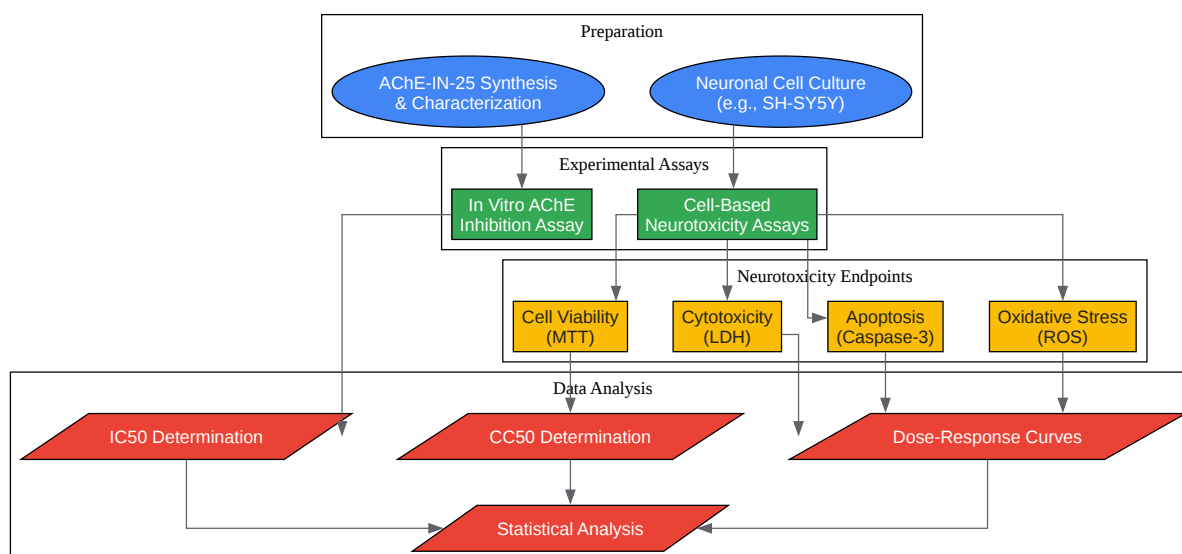 Preparation
AChE-IN-25 Synthesis
& Characterization
Neuronal Cell Culture
(e.g., SH-SY5Y)
Experimental Assays
In Vitro AChE
Inhibition Assay
Cell-Based
Neurotoxicity Assays
Neurotoxicity Endpoints
Cell Viability
(MTT)
Cytotoxicity
(LDH)
Apoptosis
(Caspase-3)
Oxidative Stress
(ROS)
Data Analysis
IC50 Determination
CC50 Determination
Dose-Response Curves
Statistical Analysis